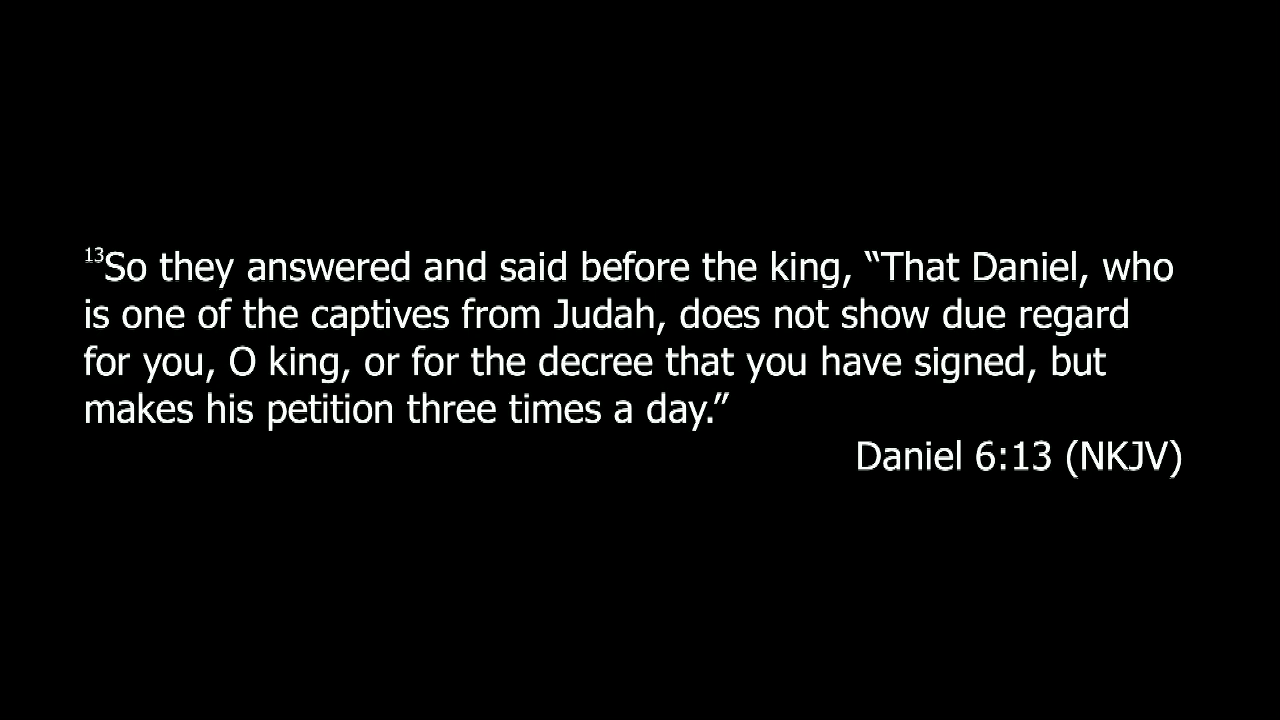 13So they answered and said before the king, “That Daniel, who
is one of the captives from Judah, does not show due regard
for you, O king, or for the decree that you have signed, but
makes his petition three times a day.”
Daniel 6:13 (NKJV)